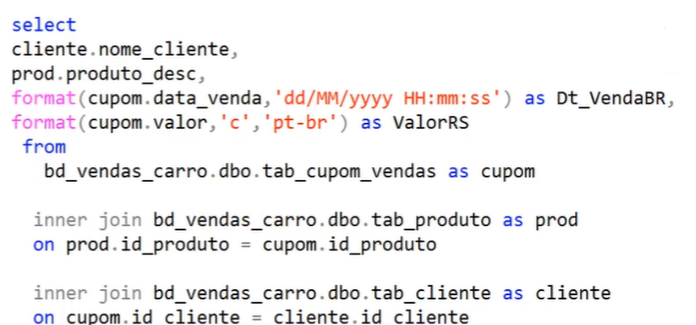 select
cliente.nome_cliente,
prod.produto_desc,
format(cupom.data_venda,'dd/MM/yyyy HH:mm:ss') as Dt_VendaBR,
format(cupom.valor,'c','pt-br') as ValorRS
from
bd_vendas_carro.dbo.tab_cupom_vendas as cupom
inner join bd_vendas_carro.dbo.tab_produto as prod
on prod.id_produto = cupom.id_produto
inner join bd_vendas_carro.dbo.tab_cliente as cliente
on cupom.id_cliente = cliente.id_cliente